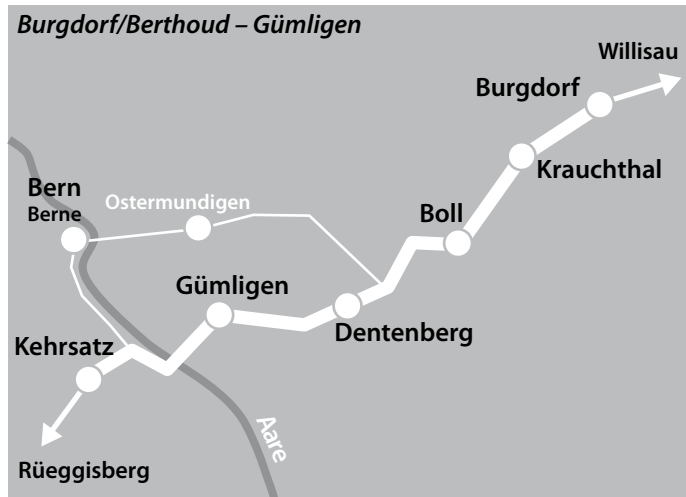 Burgdorf/Berthoud – Gümligen
Willisau
Burgdorf
Krauchthal
Bern
Berne
Ostermundigen
Boll
Gümligen
Dentenberg
Kehrsatz
Aare
Rüeggisberg